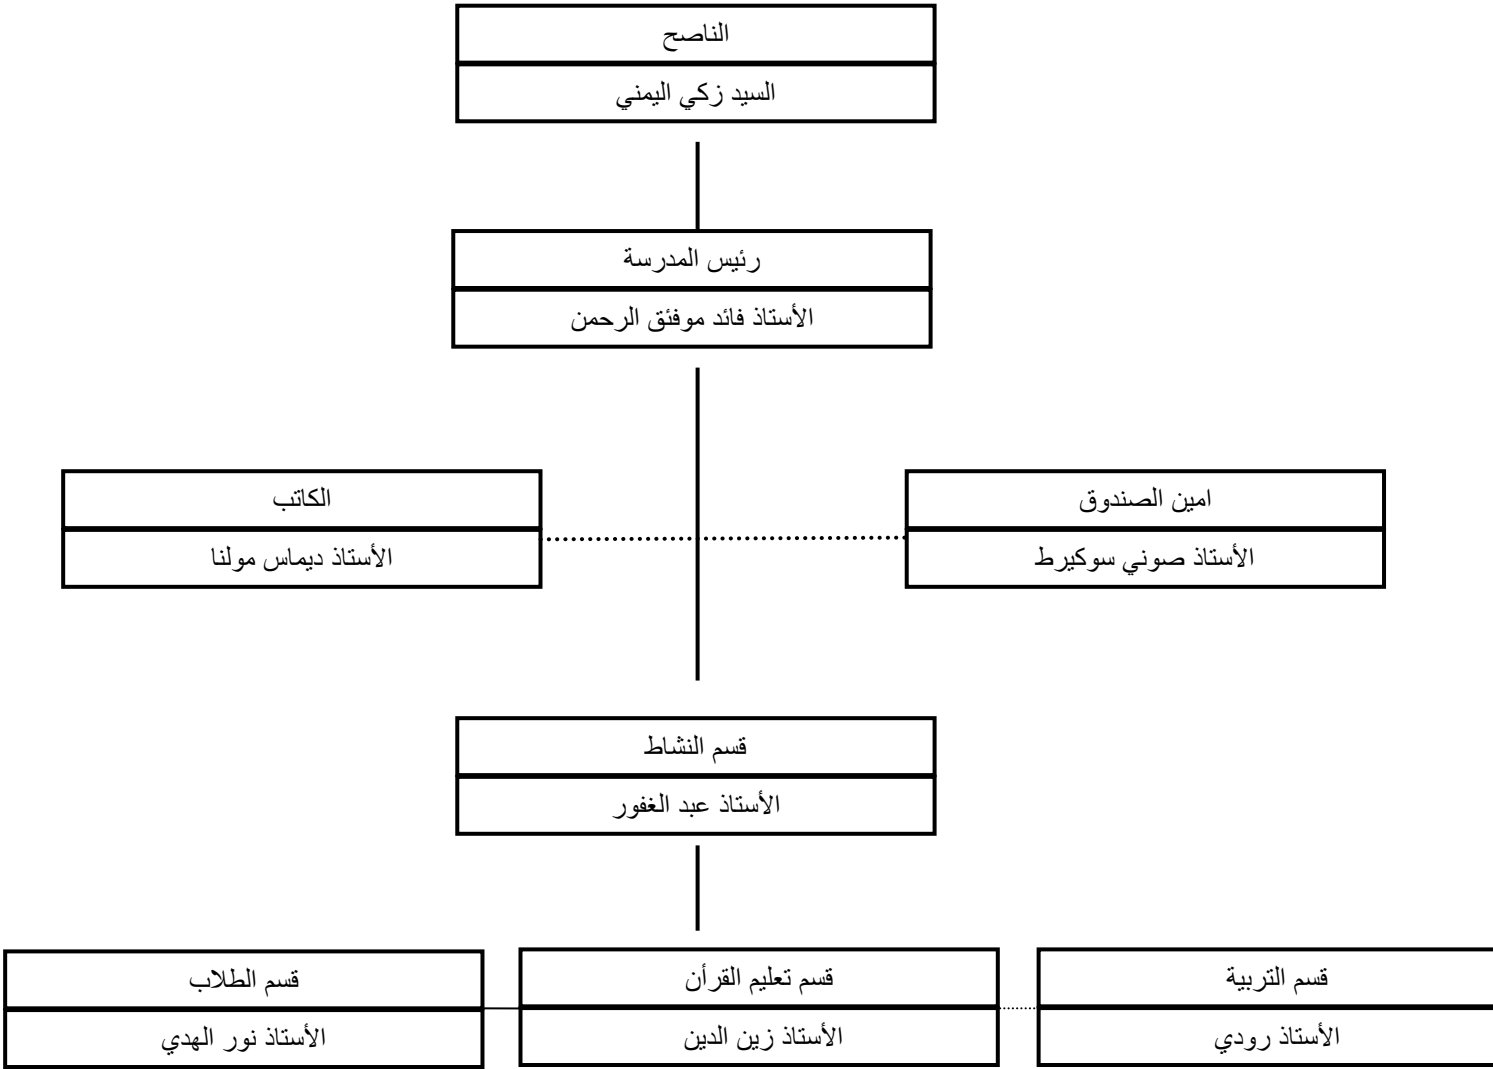 الناصح
السيد زكي اليمني
رئيس المدرسة
الأستاذ فائد موفئق الرحمن
امين الصندوق
الأستاذ صوني سوكيرط
الكاتب
الأستاذ ديماس مولنا
قسم النشاط
الأستاذ عبد الغفور
قسم التربية
الأستاذ رودي
قسم تعليم القرأن
الأستاذ زين الدين
قسم الطلاب
الأستاذ نور الهدي